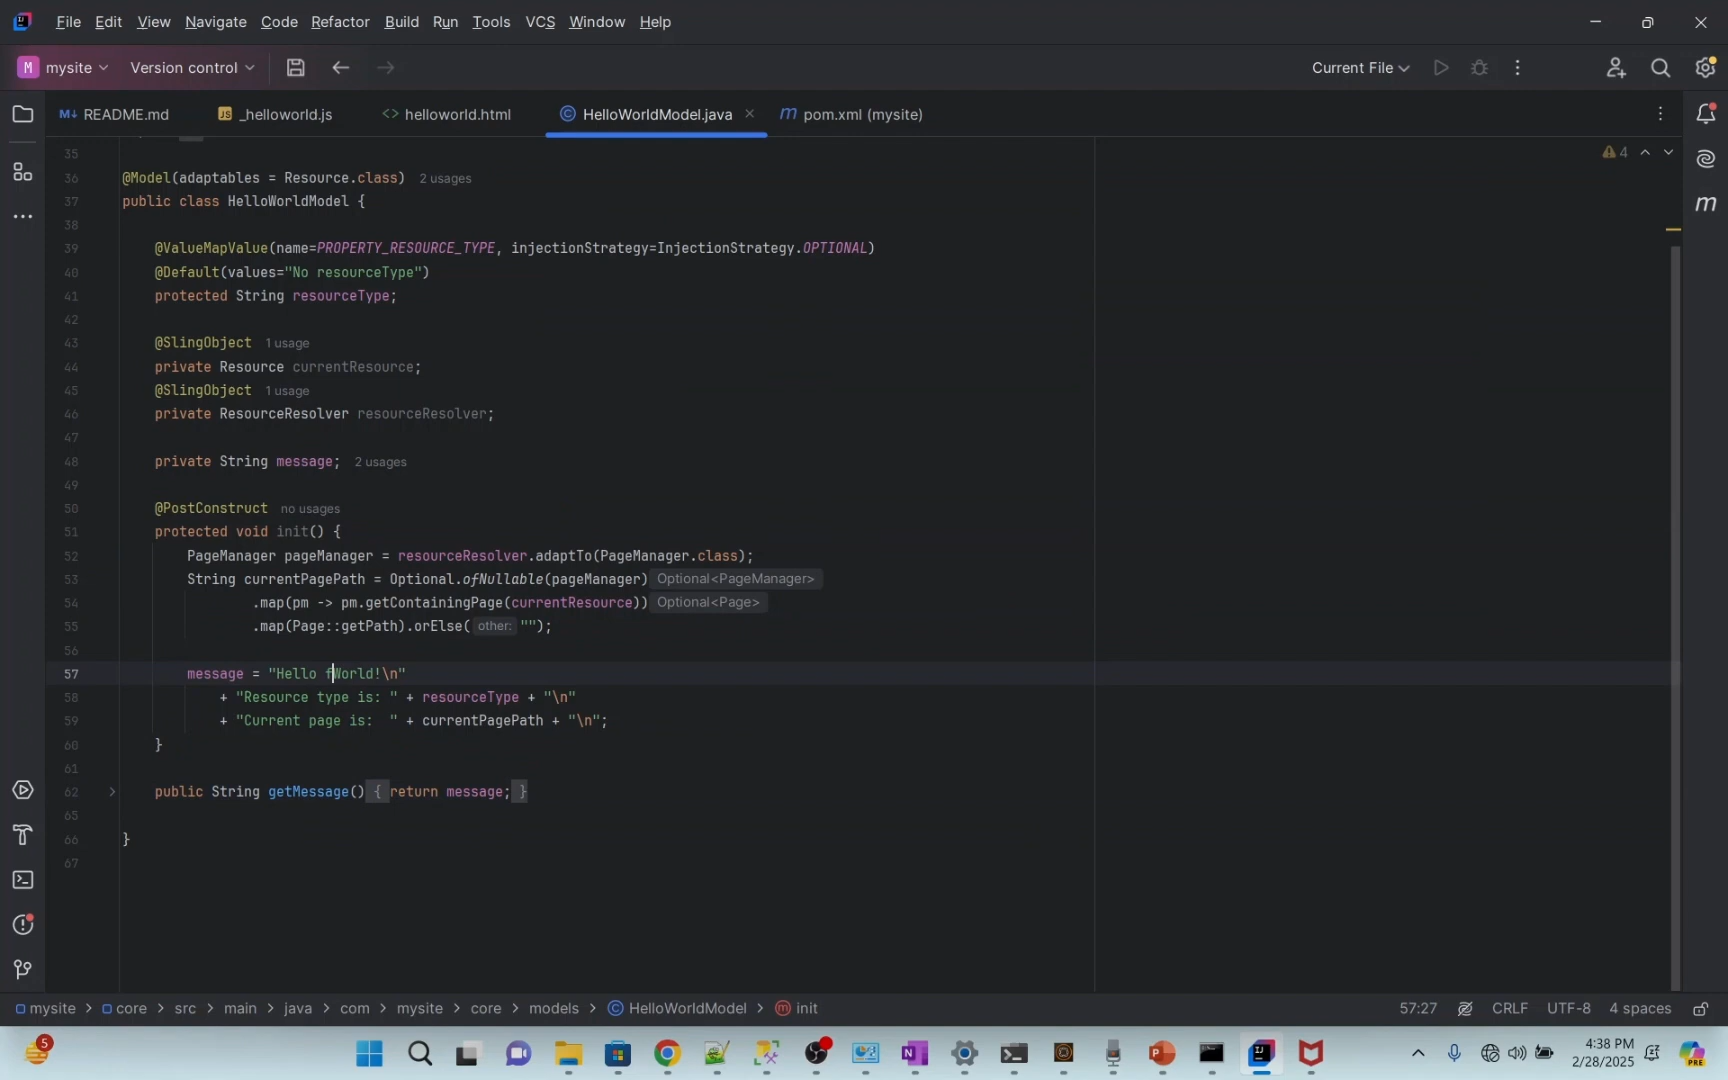 File Edit View Navigate Code Refactor Build Run Tools VCS Window Help
M mysite Version control Current File
README.md _helloworld.js helloworld.html HelloWorldModel.java pom.xml (mysite)
4
35
36 @Model(adaptables = Resource.class) 2 usages
37 public class HelloWorldModel {
38
39 @ValueMapValue(name=PROPERTY_RESOURCE_TYPE, injectionStrategy=InjectionStrategy.OPTIONAL)
40 @Default(values="No resourceType")
41 protected String resourceType;
42
43 @SlingObject 1 usage
44 private Resource currentResource;
45 @SlingObject 1 usage
46 private ResourceResolver resourceResolver;
47
48 private String message; 2 usages
49
50 @PostConstruct no usages
51 protected void init() {
52 PageManager pageManager = resourceResolver.adaptTo(PageManager.class);
53 String currentPagePath = Optional.ofNullable(pageManager) Optional<PageManager>
54 .map(pm -> pm.getContainingPage(currentResource)) Optional<Page>
55 .map(Page::getPath).orElse( other: "");
56
57 message = "Hello fWorld!\n"
58 + "Resource type is: " + resourceType + "\n"
59 + "Current page is:  " + currentPagePath + "\n";
60 }
61
62 public String getMessage() { return message; }
65
66 }
67
mysite > core > src > main > java > com > mysite > core > models > HelloWorldModel > init 57:27 CRLF UTF-8 4 spaces
5 4:38 PM
2/28/2025
PRE